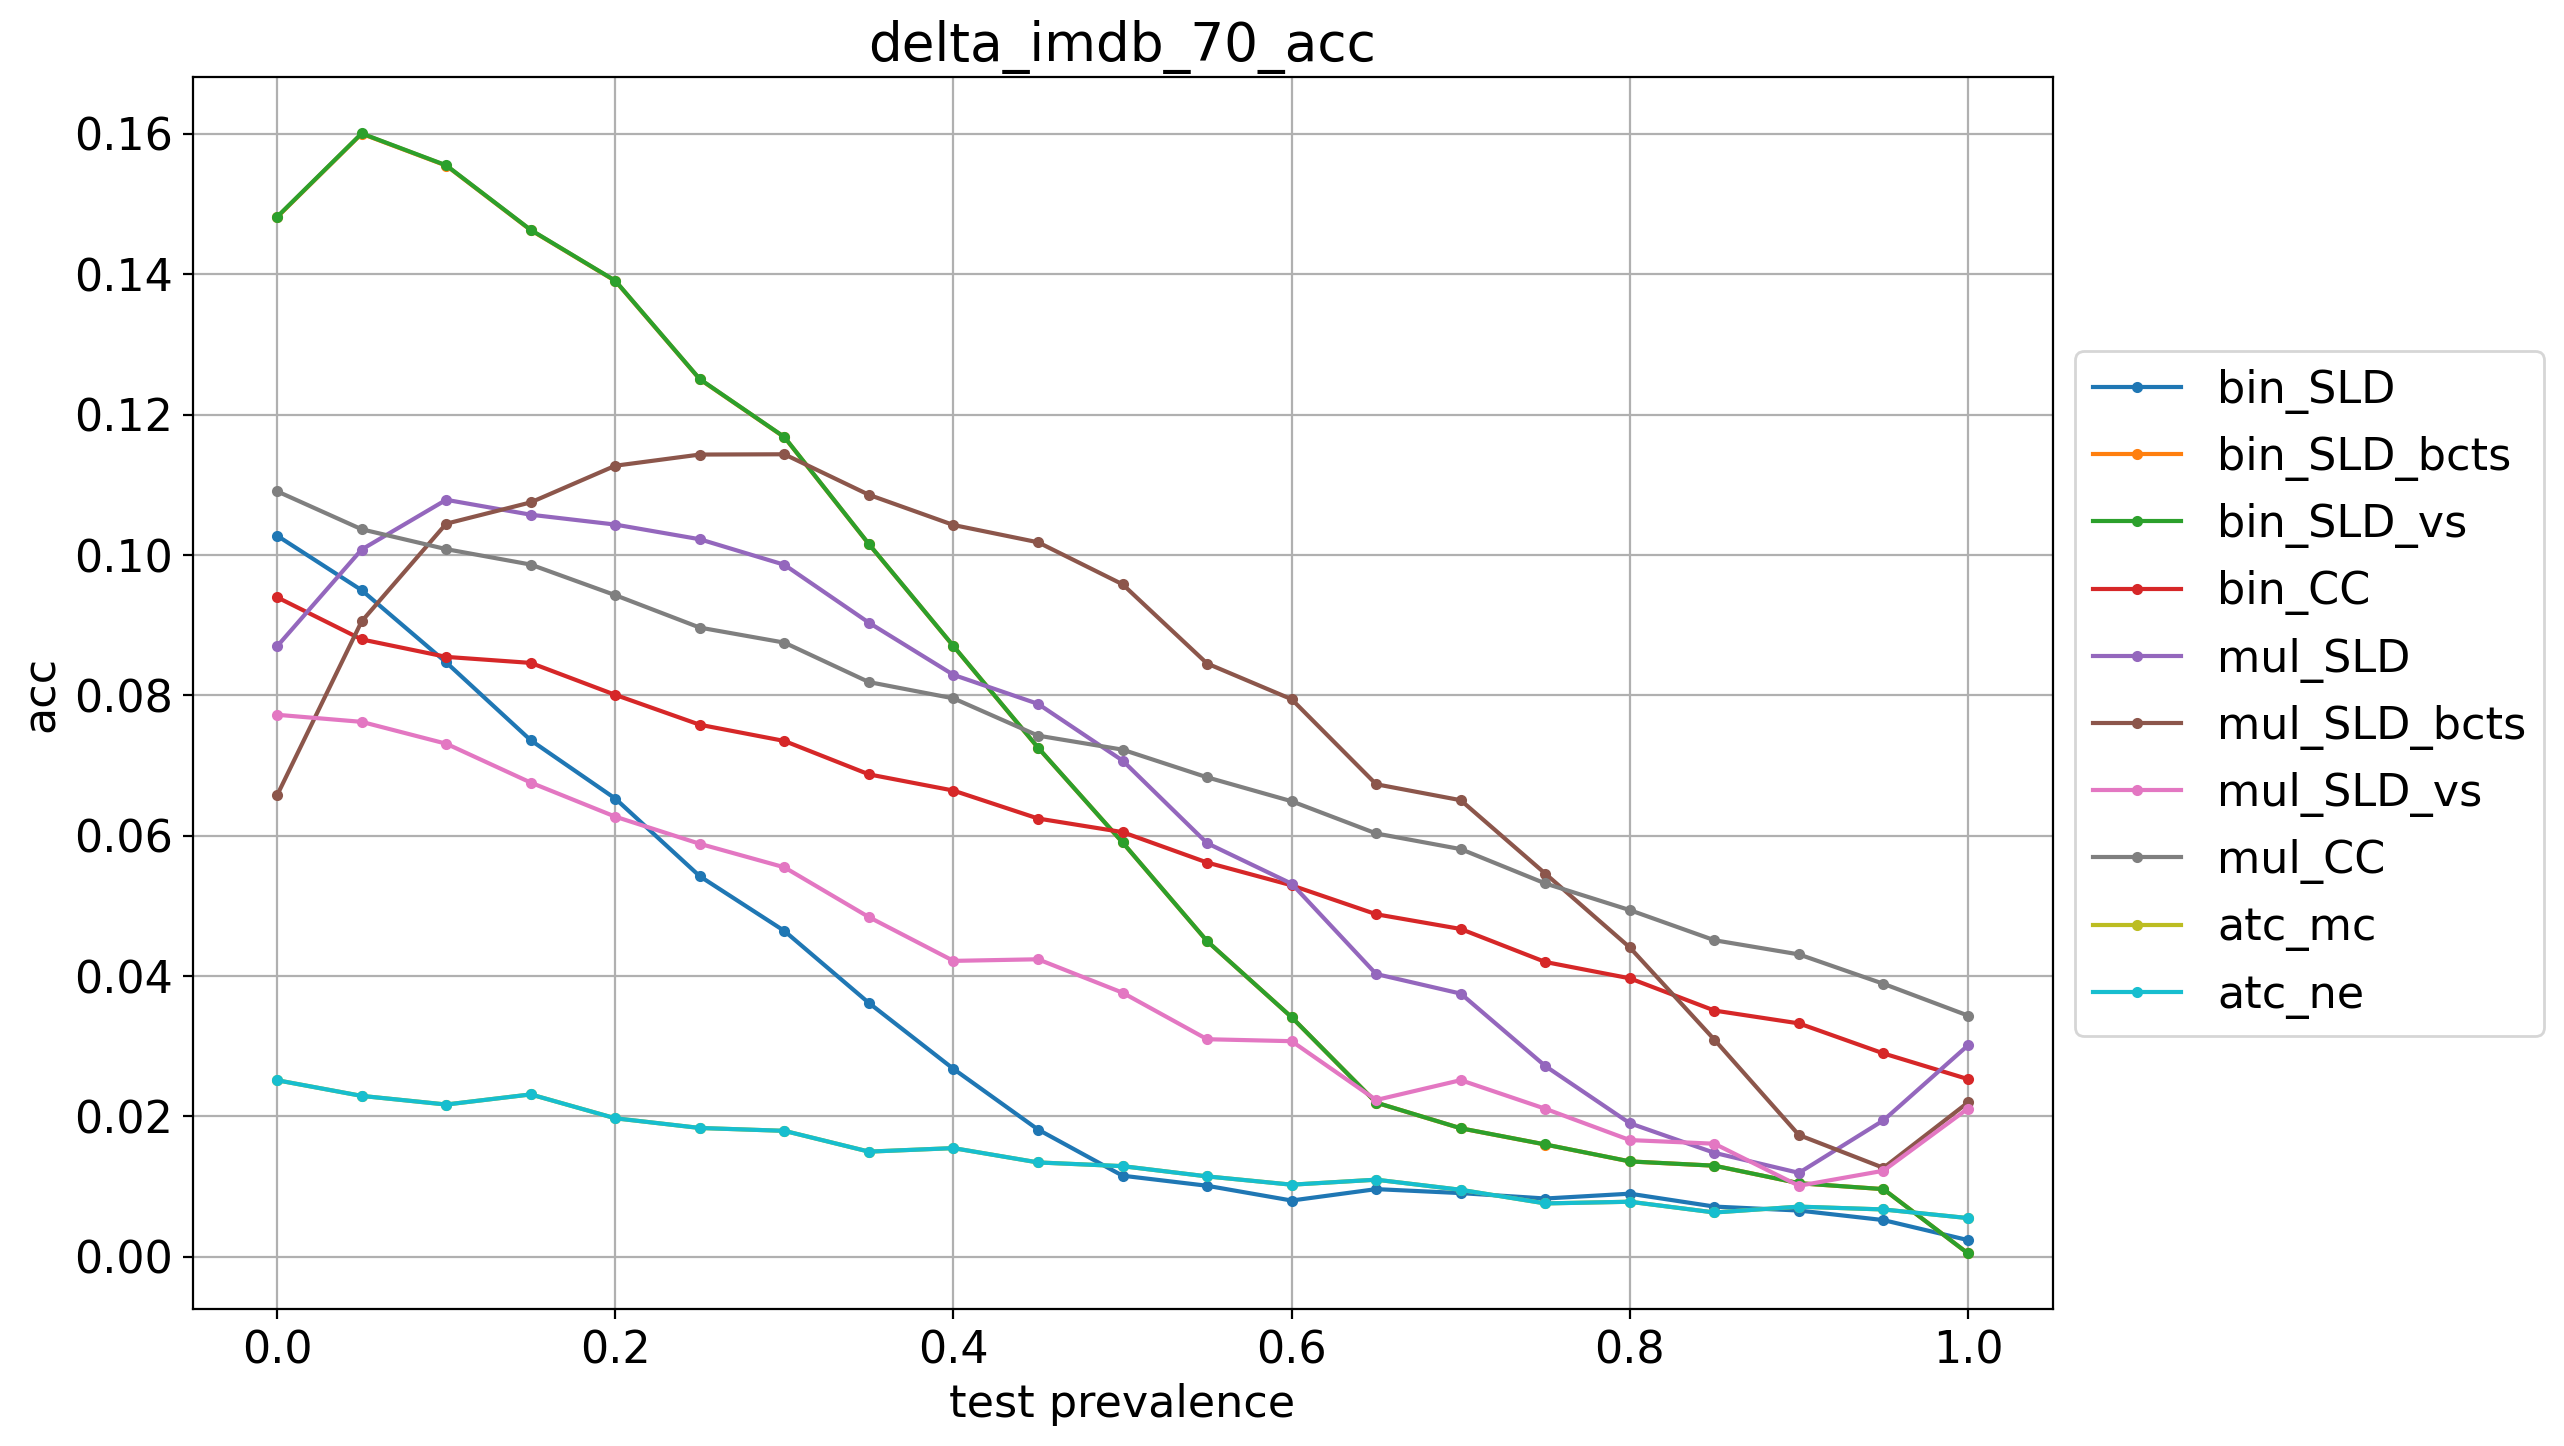 delta_imdb_70_acc
0.16
0.14
0.12
0.10
0.08
0.06
0.04
0.02
0.00
acc
0.0 0.2 0.4 0.6 0.8 1.0
test prevalence
bin_SLD
bin_SLD_bcts
bin_SLD_vs
bin_CC
mul_SLD
mul_SLD_bcts
mul_SLD_vs
mul_CC
atc_mc
atc_ne